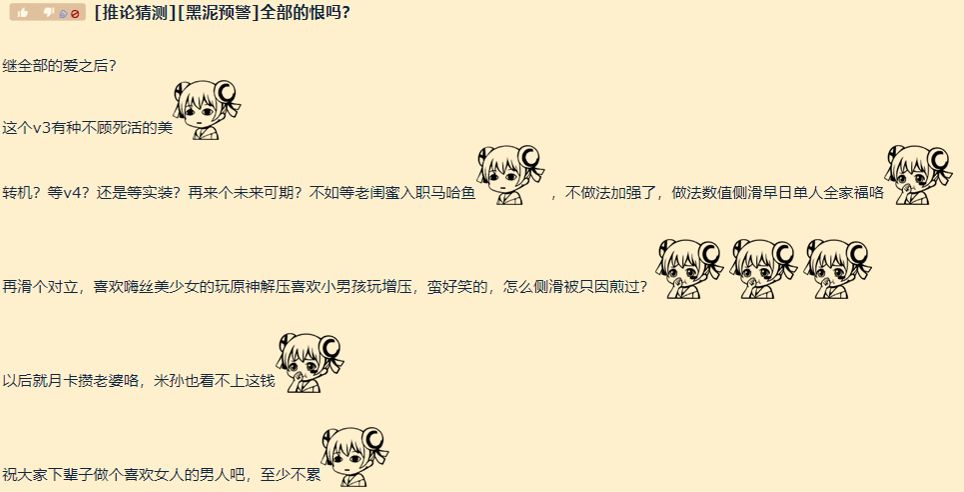 [推论猜测][黑泥预警]全部的恨吗?
继全部的爱之后?
这个v3有种不顾死活的美
转机? 等v4? 还是等实装? 再来个未来可期? 不如等老闺蜜入职马哈鱼 , 不做法加强了, 做法数值侧滑早日单人全家福咯
再滑个对立, 喜欢嗨丝美少女的玩原神解压喜欢小男孩玩增压, 蛮好笑的, 怎么侧滑被只因煎过?
以后就月卡攒老婆咯, 米孙也看不上这钱
祝大家下辈子做个喜欢女人的男人吧, 至少不累